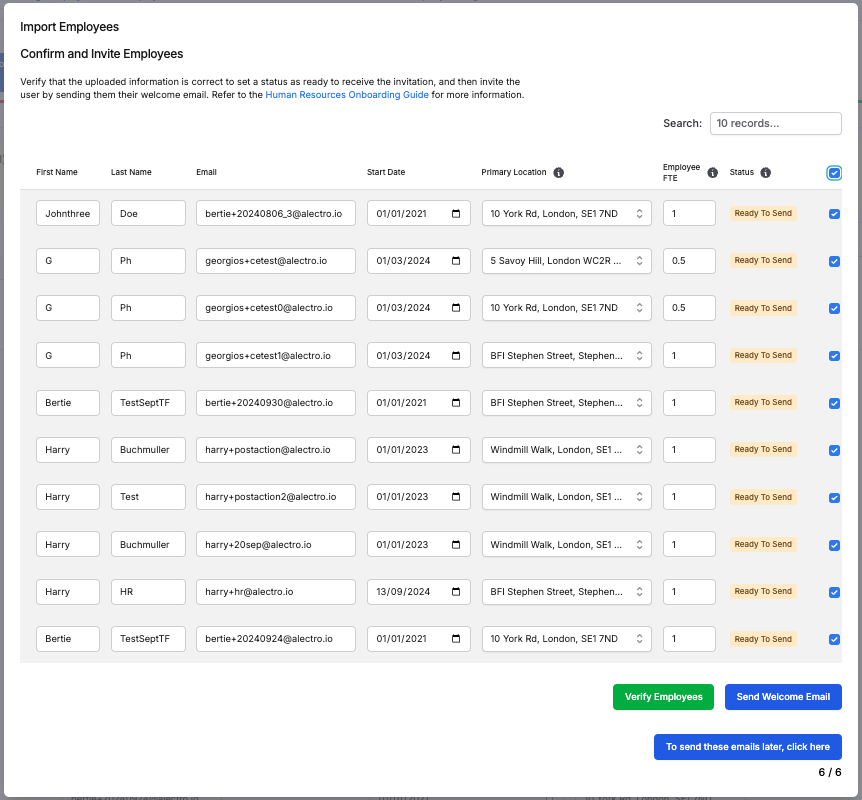 Import Employees
Confirm and Invite Employees
Verify that the uploaded information is correct to set a status as ready to receive the invitation, and then invite the
user by sending them their welcome email. Refer to the Human Resources Onboarding Guide for more information.
Search: 10 records...
First Name Last Name Email Start Date Primary Location Employee FTE Status
Johnthree Doe bertie+20240806_3@alectro.io 01/01/2021 10 York Rd, London, SE1 7ND 1 Ready To Send
G Ph georgios+cetest@alectro.io 01/03/2024 5 Savoy Hill, London WC2R ... 0.5 Ready To Send
G Ph georgios+cetest0@alectro.io 01/03/2024 10 York Rd, London, SE1 7ND 0.5 Ready To Send
G Ph georgios+cetest1@alectro.io 01/03/2024 BFI Stephen Street, Stephen... 1 Ready To Send
Bertie TestSeptTF bertie+20240930@alectro.io 01/01/2021 BFI Stephen Street, Stephen... 1 Ready To Send
Harry Buchmuller harry+postaction@alectro.io 01/01/2023 Windmill Walk, London, SE1 ... 1 Ready To Send
Harry Test harry+postaction2@alectro.io 01/01/2023 Windmill Walk, London, SE1 ... 1 Ready To Send
Harry Buchmuller harry+20sep@alectro.io 01/01/2023 Windmill Walk, London, SE1 ... 1 Ready To Send
Harry HR harry+hr@alectro.io 13/09/2024 BFI Stephen Street, Stephen... 1 Ready To Send
Bertie TestSeptTF bertie+20240924@alectro.io 01/01/2021 10 York Rd, London, SE1 7ND 1 Ready To Send
Verify Employees Send Welcome Email
To send these emails later, click here
6 / 6